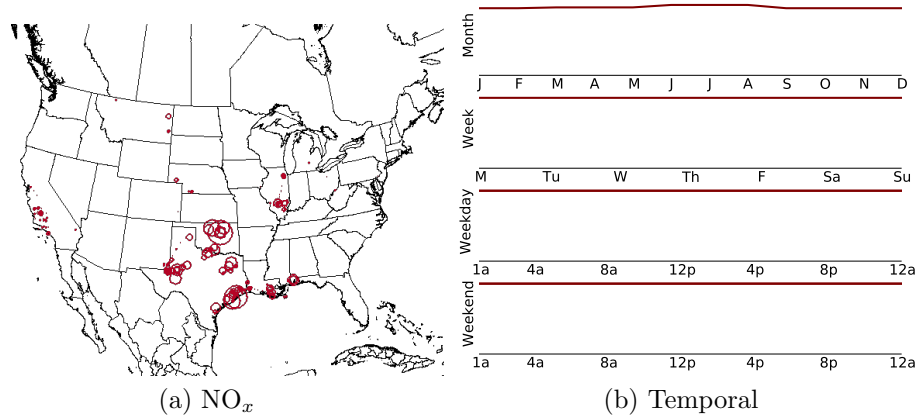 Month
J F M A M J J A S O N D
Week
M Tu W Th F Sa Su
Weekday
1a 4a 8a 12p 4p 8p 12a
Weekend
1a 4a 8a 12p 4p 8p 12a
(a) NOx
(b) Temporal